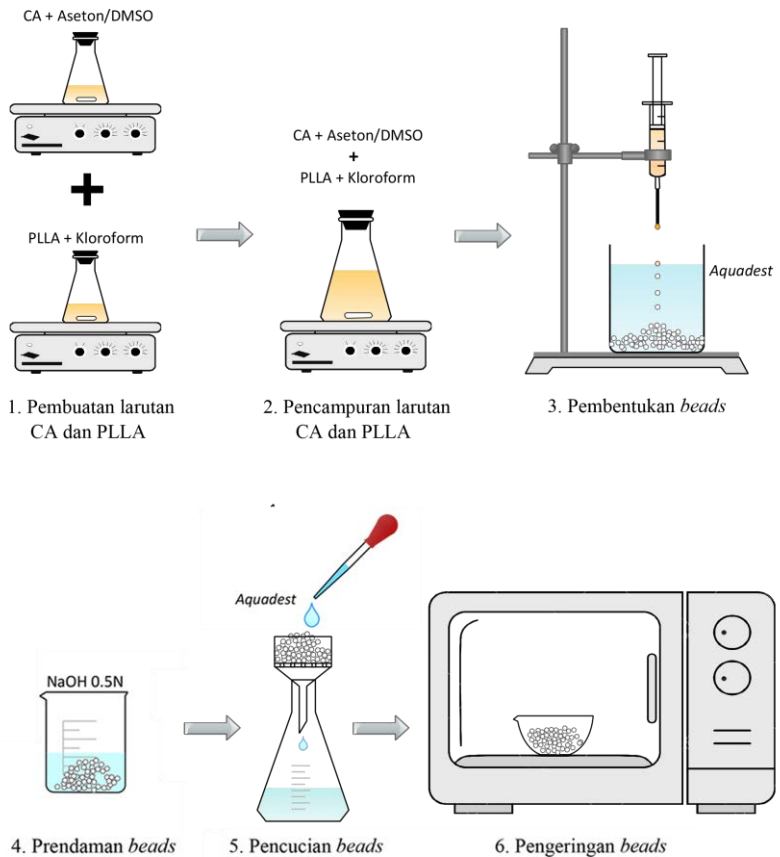 CA + Aseton/DMSO
PLLA + Kloroform
1. Pembuatan larutan
CA dan PLLA
CA + Aseton/DMSO
+
PLLA + Kloroform
2. Pencampuran larutan
CA dan PLLA
Aquadest
3. Pembentukan beads
NaOH 0.5N
4. Prendaman beads
Aquadest
5. Pencucian beads
6. Pengeringan beads